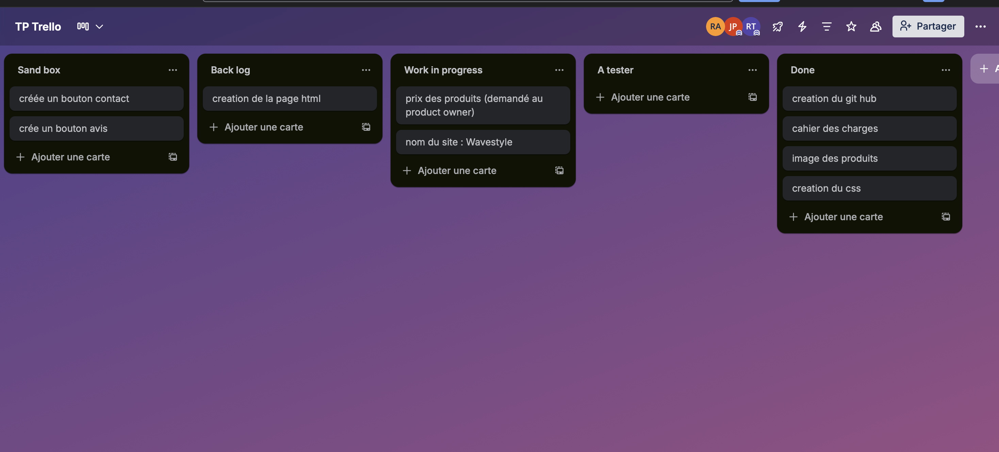 TP Trello
RA JP RT
Partager
Sand box
créée un bouton contact
crée un bouton avis
Ajouter une carte
Back log
creation de la page html
Ajouter une carte
Work in progress
prix des produits (demandé au
product owner)
nom du site : Wavestyle
Ajouter une carte
A tester
Ajouter une carte
Done
creation du git hub
cahier des charges
image des produits
creation du css
Ajouter une carte